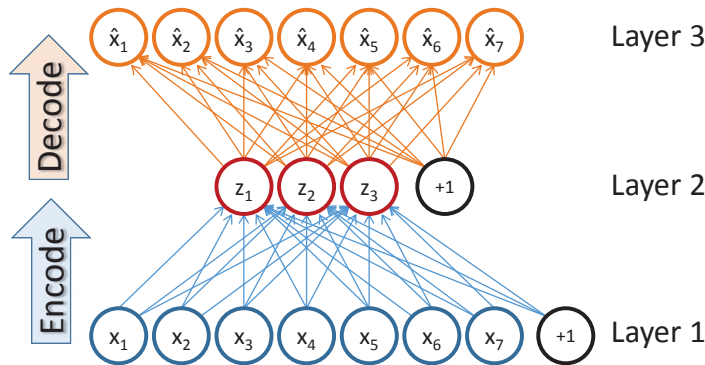 x̂₁ x̂₂ x̂₃ x̂₄ x̂₅ x̂₆ x̂₇ Layer 3
Decode
z₁ z₂ z₃ +1 Layer 2
Encode
x₁ x₂ x₃ x₄ x₅ x₆ x₇ +1 Layer 1